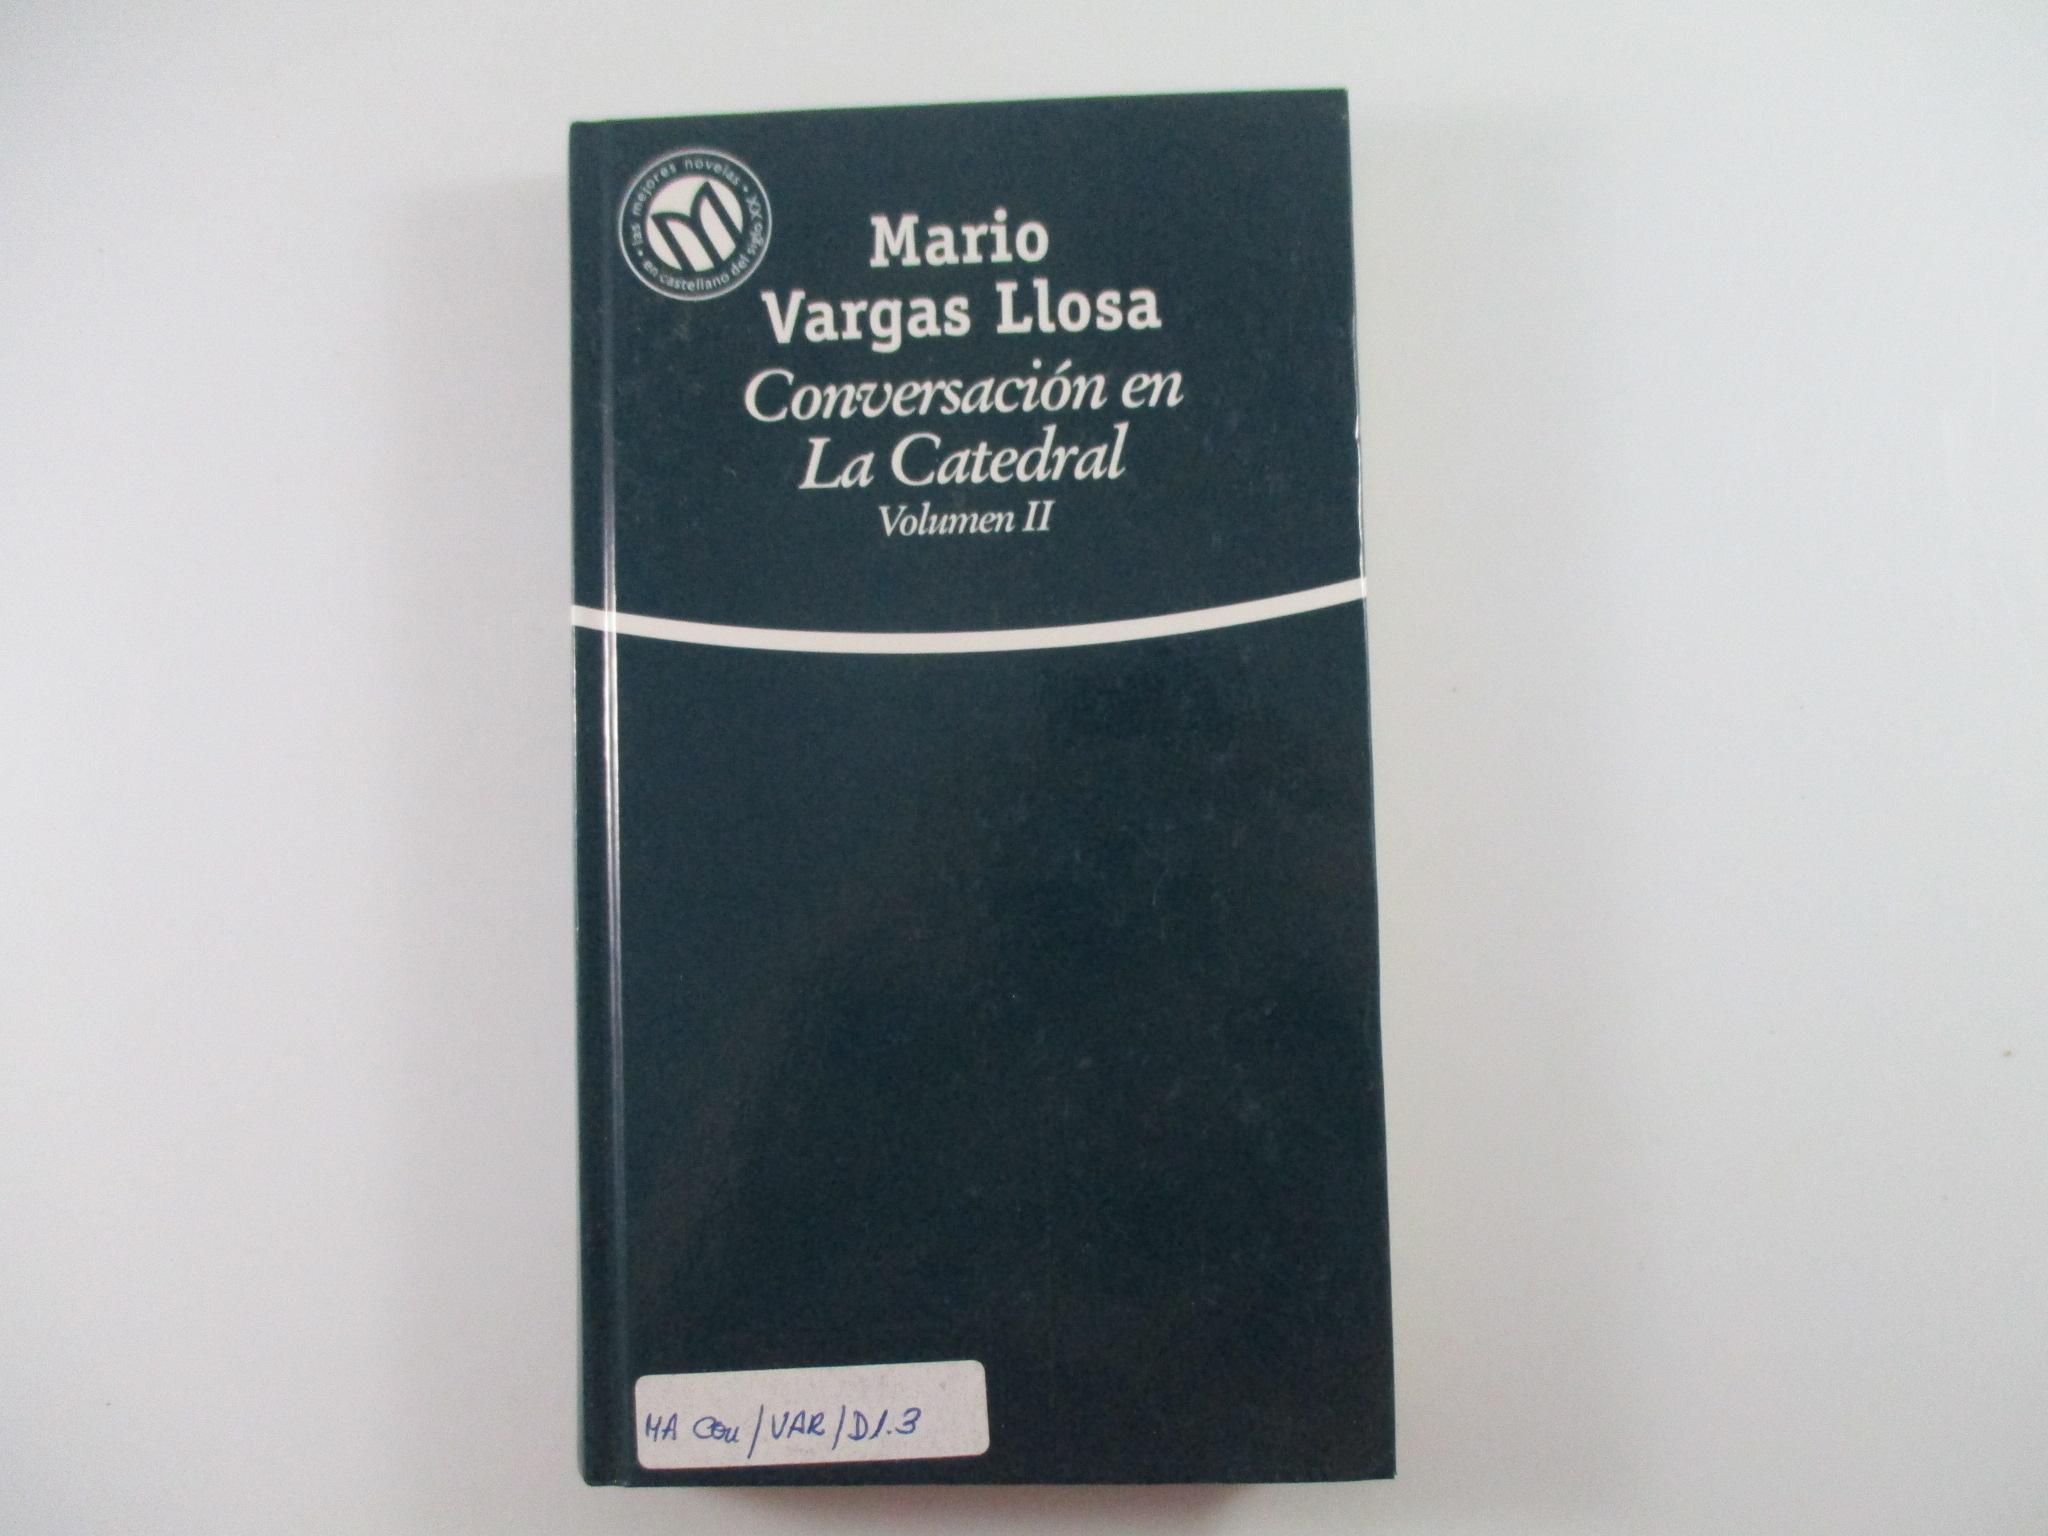 • las mejores novelas • en castellano del siglo XX
Mario
Vargas Llosa
Conversación en
La Catedral
Volumen II
MA Con/VAR/D1.3